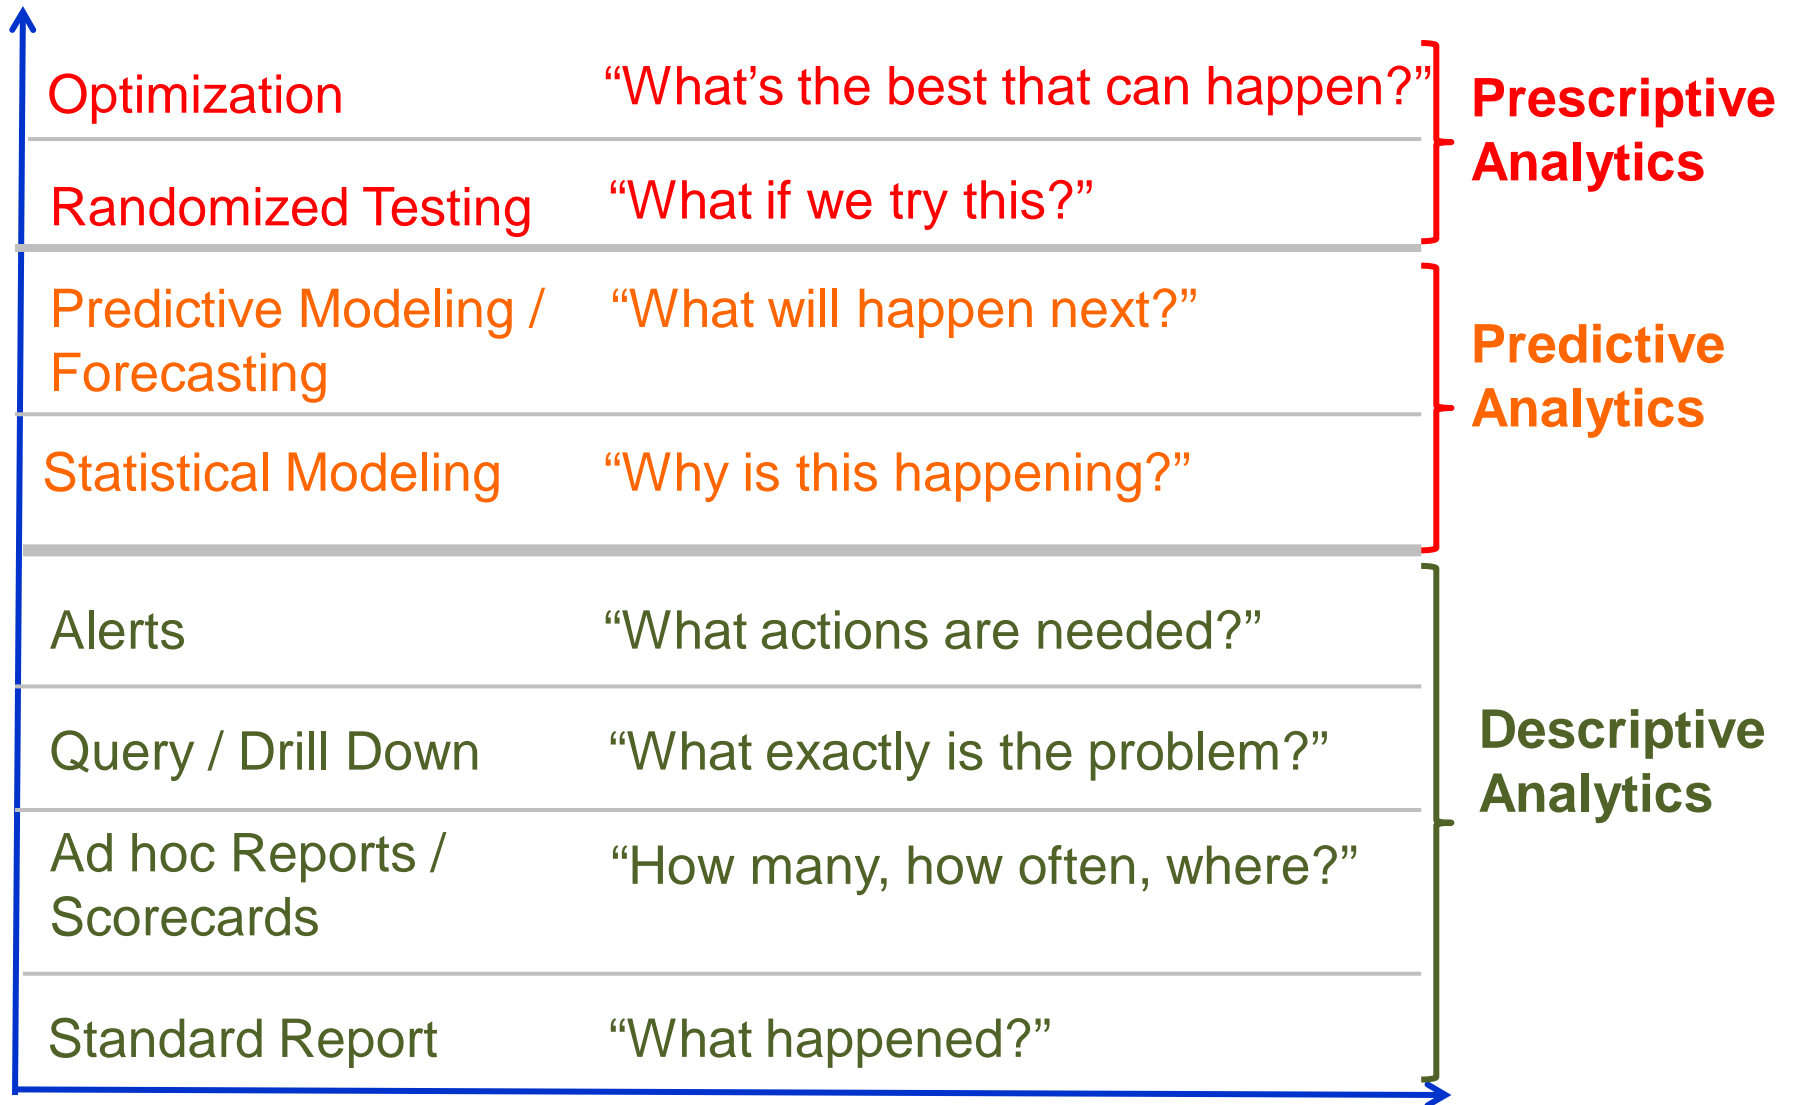 Optimization “What’s the best that can happen?”
Prescriptive
Analytics
Randomized Testing “What if we try this?”
Predictive Modeling / “What will happen next?”
Forecasting
Predictive
Analytics
Statistical Modeling “Why is this happening?”
Alerts “What actions are needed?”
Query / Drill Down “What exactly is the problem?”
Descriptive
Analytics
Ad hoc Reports / “How many, how often, where?”
Scorecards
Standard Report “What happened?”